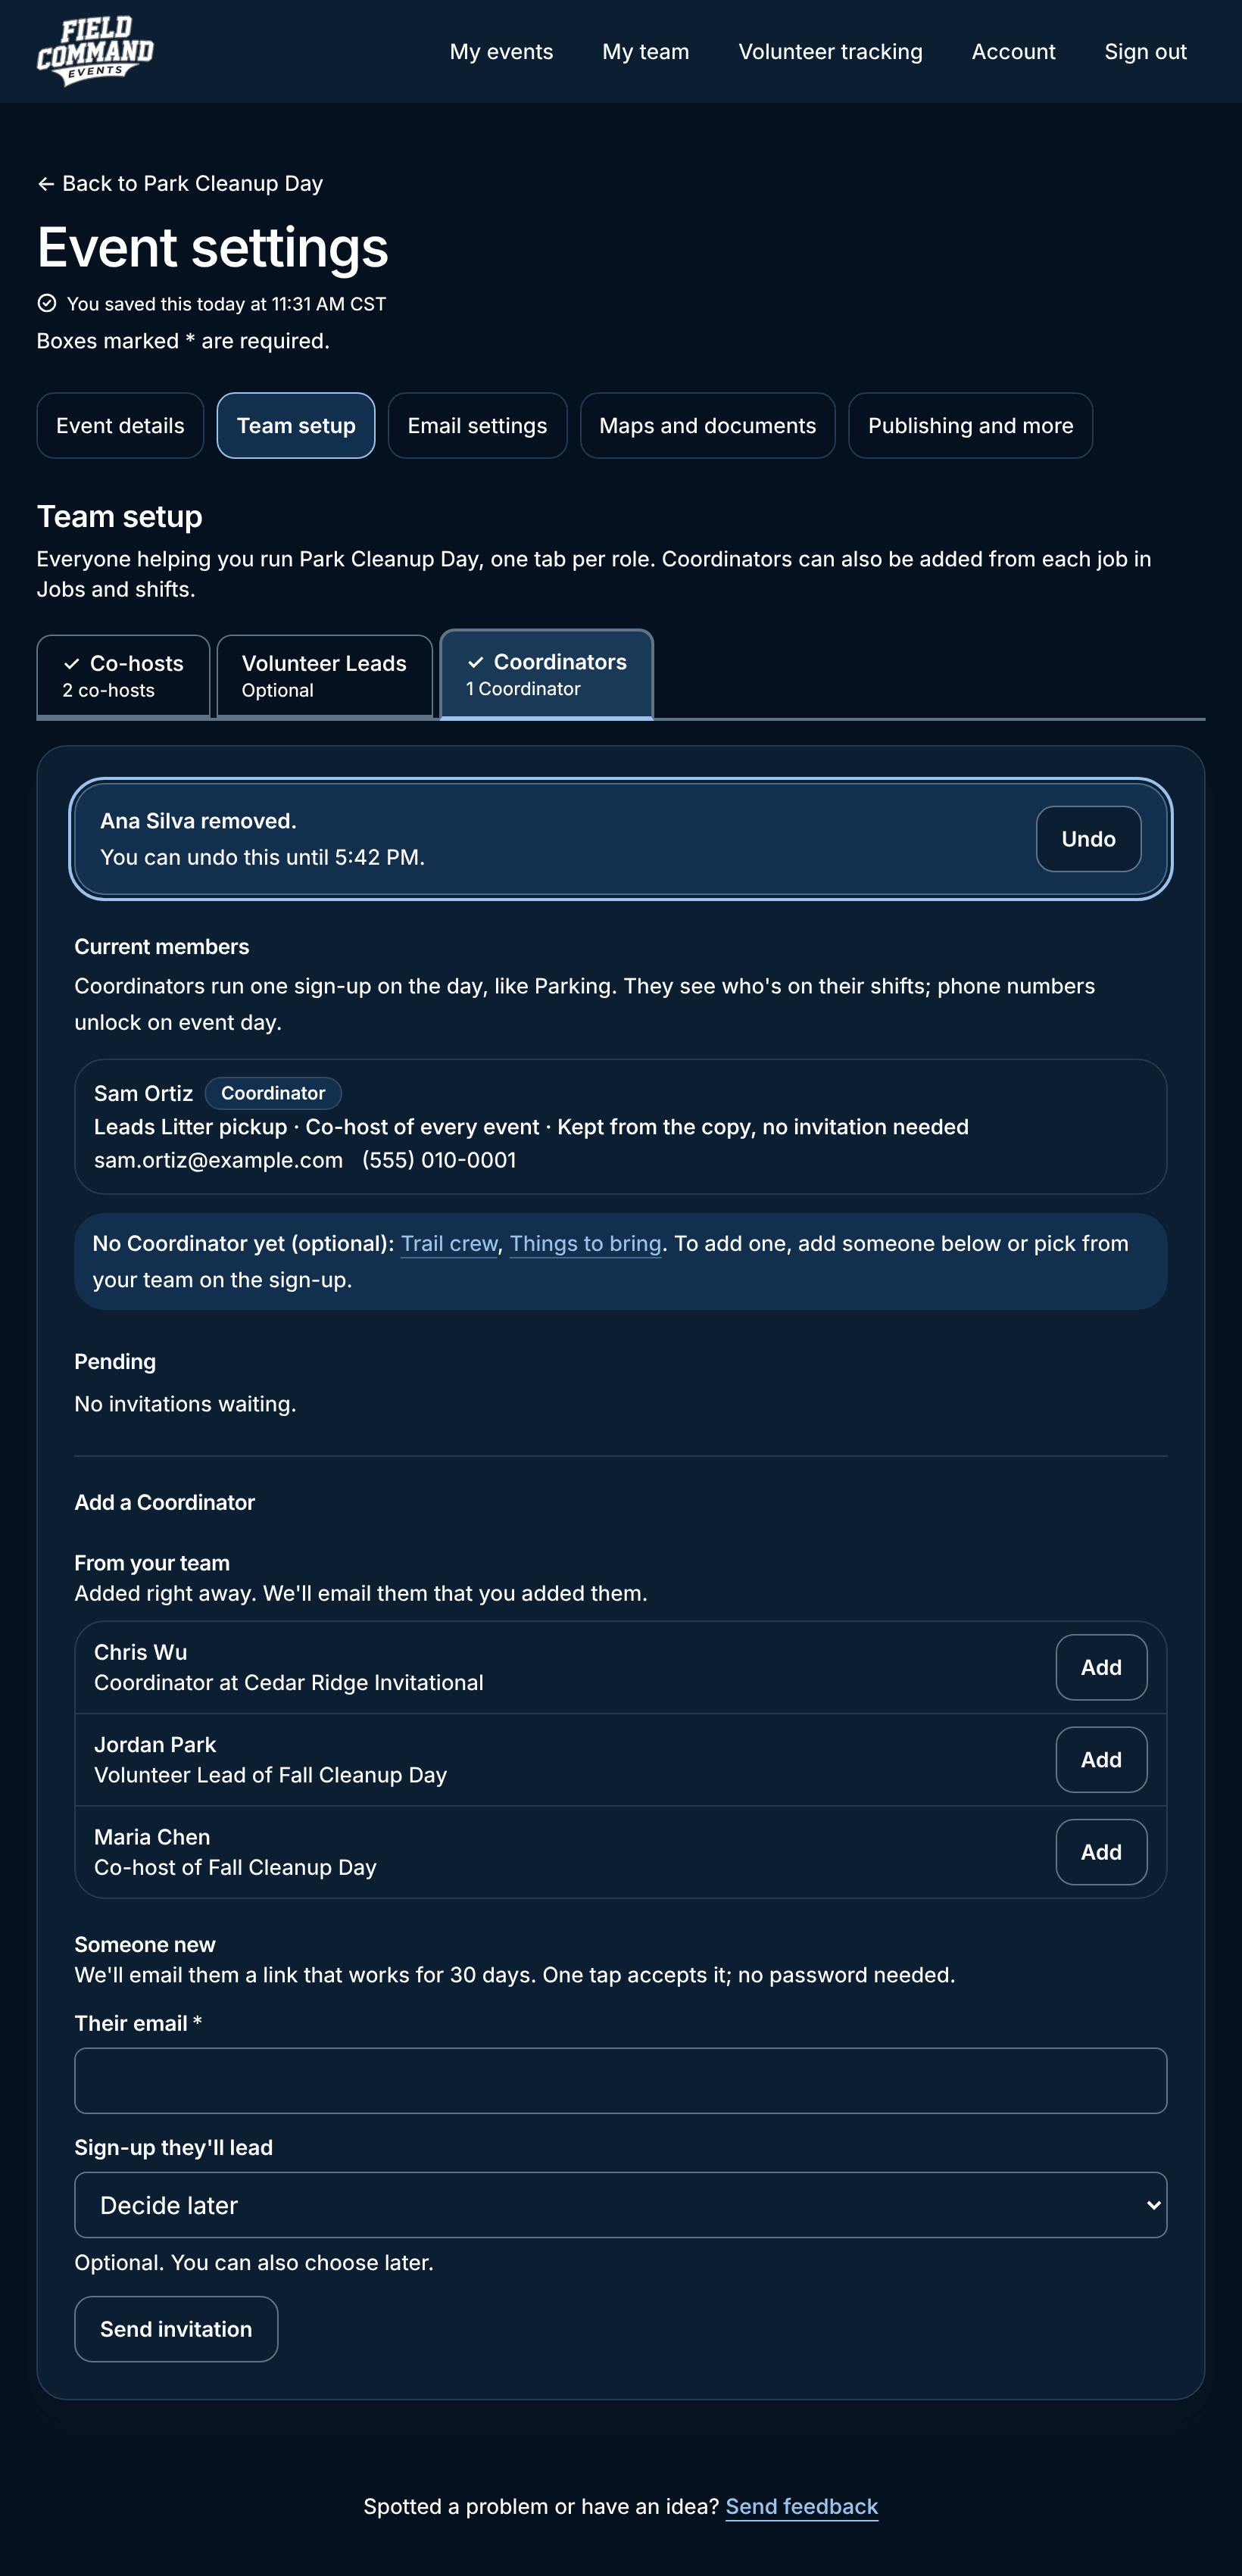 FIELD
COMMAND
EVENTS
My events
My team
Volunteer tracking
Account
Sign out
← Back to Park Cleanup Day
Event settings
You saved this today at 11:31 AM CST
Boxes marked * are required.
Event details
Team setup
Email settings
Maps and documents
Publishing and more
Team setup
Everyone helping you run Park Cleanup Day, one tab per role. Coordinators can also be added from each job in
Jobs and shifts.
✓ Co-hosts
2 co-hosts
Volunteer Leads
Optional
✓ Coordinators
1 Coordinator
Ana Silva removed.
You can undo this until 5:42 PM.
Undo
Current members
Coordinators run one sign-up on the day, like Parking. They see who's on their shifts; phone numbers
unlock on event day.
Sam Ortiz Coordinator
Leads Litter pickup · Co-host of every event · Kept from the copy, no invitation needed
sam.ortiz@example.com (555) 010-0001
No Coordinator yet (optional): Trail crew, Things to bring. To add one, add someone below or pick from
your team on the sign-up.
Pending
No invitations waiting.
Add a Coordinator
From your team
Added right away. We'll email them that you added them.
Chris Wu
Coordinator at Cedar Ridge Invitational
Add
Jordan Park
Volunteer Lead of Fall Cleanup Day
Add
Maria Chen
Co-host of Fall Cleanup Day
Add
Someone new
We'll email them a link that works for 30 days. One tap accepts it; no password needed.
Their email *
Sign-up they'll lead
Decide later
Optional. You can also choose later.
Send invitation
Spotted a problem or have an idea? Send feedback